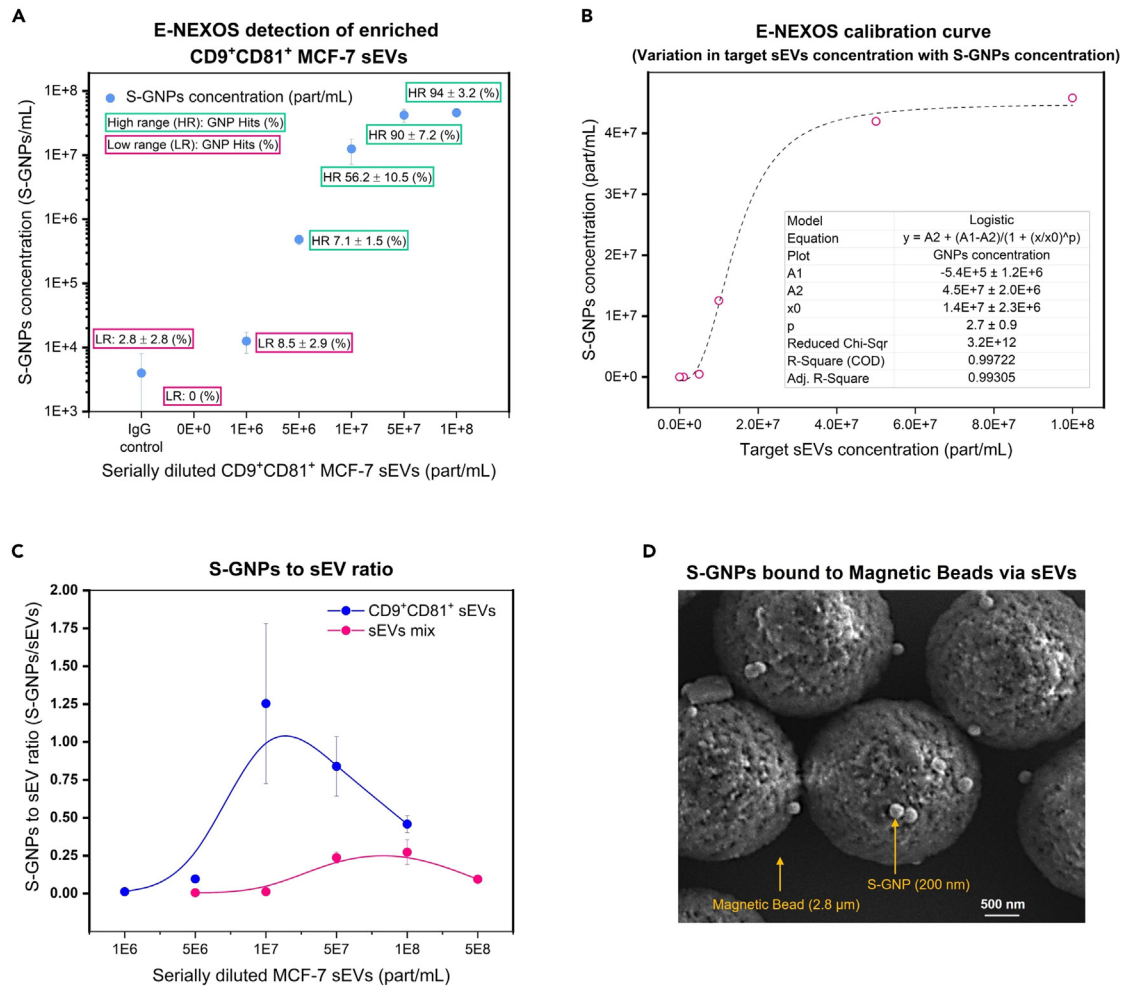 A
E-NEXOS detection of enriched
CD9⁺CD81⁺ MCF-7 sEVs
S-GNPs concentration (S-GNPs/mL)
1E+8
1E+7
1E+6
1E+5
1E+4
1E+3
S-GNPs concentration (part/mL)
High range (HR): GNP Hits (%)
Low range (LR): GNP Hits (%)
HR 94 ± 3.2 (%)
HR 90 ± 7.2 (%)
HR 56.2 ± 10.5 (%)
HR 7.1 ± 1.5 (%)
LR: 2.8 ± 2.8 (%)
LR 8.5 ± 2.9 (%)
LR: 0 (%)
IgG control 0E+0 1E+6 5E+6 1E+7 5E+7 1E+8
Serially diluted CD9⁺CD81⁺ MCF-7 sEVs (part/mL)
B
E-NEXOS calibration curve
(Variation in target sEVs concentration with S-GNPs concentration)
S-GNPs concentration (part/mL)
4E+7
3E+7
2E+7
1E+7
0E+0
Model Logistic
Equation y = A2 + (A1-A2)/(1 + (x/x0)^p)
Plot GNPs concentration
A1 -5.4E+5 ± 1.2E+6
A2 4.5E+7 ± 2.0E+6
x0 1.4E+7 ± 2.3E+6
p 2.7 ± 0.9
Reduced Chi-Sqr 3.2E+12
R-Square (COD) 0.99722
Adj. R-Square 0.99305
0.0E+0 2.0E+7 4.0E+7 6.0E+7 8.0E+7 1.0E+8
Target sEVs concentration (part/mL)
C
S-GNPs to sEV ratio
S-GNPs to sEV ratio (S-GNPs/sEVs)
2.00
1.75
1.50
1.25
1.00
0.75
0.50
0.25
0.00
CD9⁺CD81⁺ sEVs
sEVs mix
1E6 5E6 1E7 5E7 1E8 5E8
Serially diluted MCF-7 sEVs (part/mL)
D
S-GNPs bound to Magnetic Beads via sEVs
S-GNP (200 nm)
Magnetic Bead (2.8 μm)
500 nm